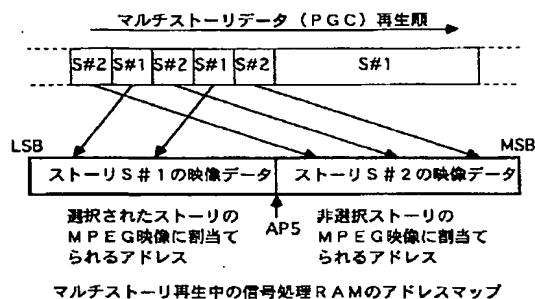 マルチストーリデータ（PGC）再生順
S#2 S#1 S#2 S#1 S#2 S#1
LSB MSB
ストーリS#1の映像データ ストーリS#2の映像データ
選択されたストーリの
MPEG映像に割当て
られるアドレス
AP5
非選択ストーリの
MPEG映像に割当て
られるアドレス
マルチストーリ再生中の信号処理RAMのアドレスマップ